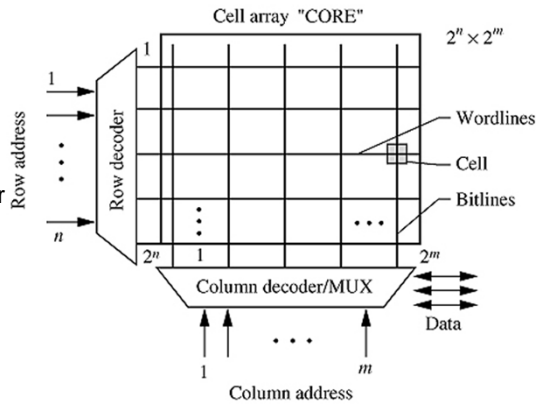 Cell array "CORE"
2ⁿ × 2ᵐ
1
1
Row address
Row decoder
Wordlines
Cell
Bitlines
r
n
2ⁿ
1
2ᵐ
Column decoder/MUX
Data
1
m
Column address